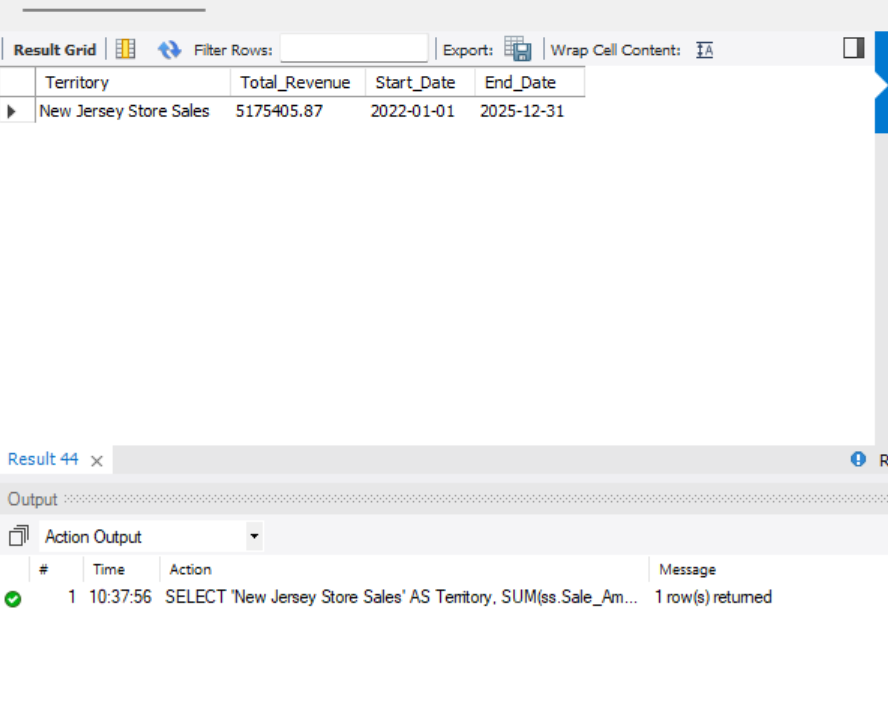 Result Grid Filter Rows: Export: Wrap Cell Content: IA
Territory Total_Revenue Start_Date End_Date
New Jersey Store Sales 5175405.87 2022-01-01 2025-12-31
Result 44 R
Output
Action Output
# Time Action Message
1 10:37:56 SELECT 'New Jersey Store Sales' AS Territory, SUM(ss.Sale_Am... 1 row(s) returned